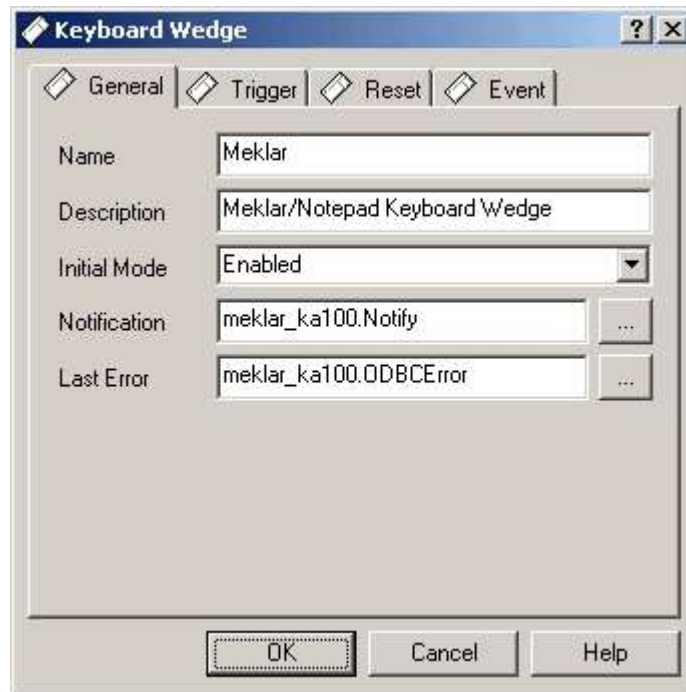 Keyboard Wedge
General Trigger Reset Event
Name Meklar
Description Meklar/Notepad Keyboard Wedge
Initial Mode Enabled
Notification meklar_ka100.Notify ...
Last Error meklar_ka100.ODBCError ...
OK Cancel Help